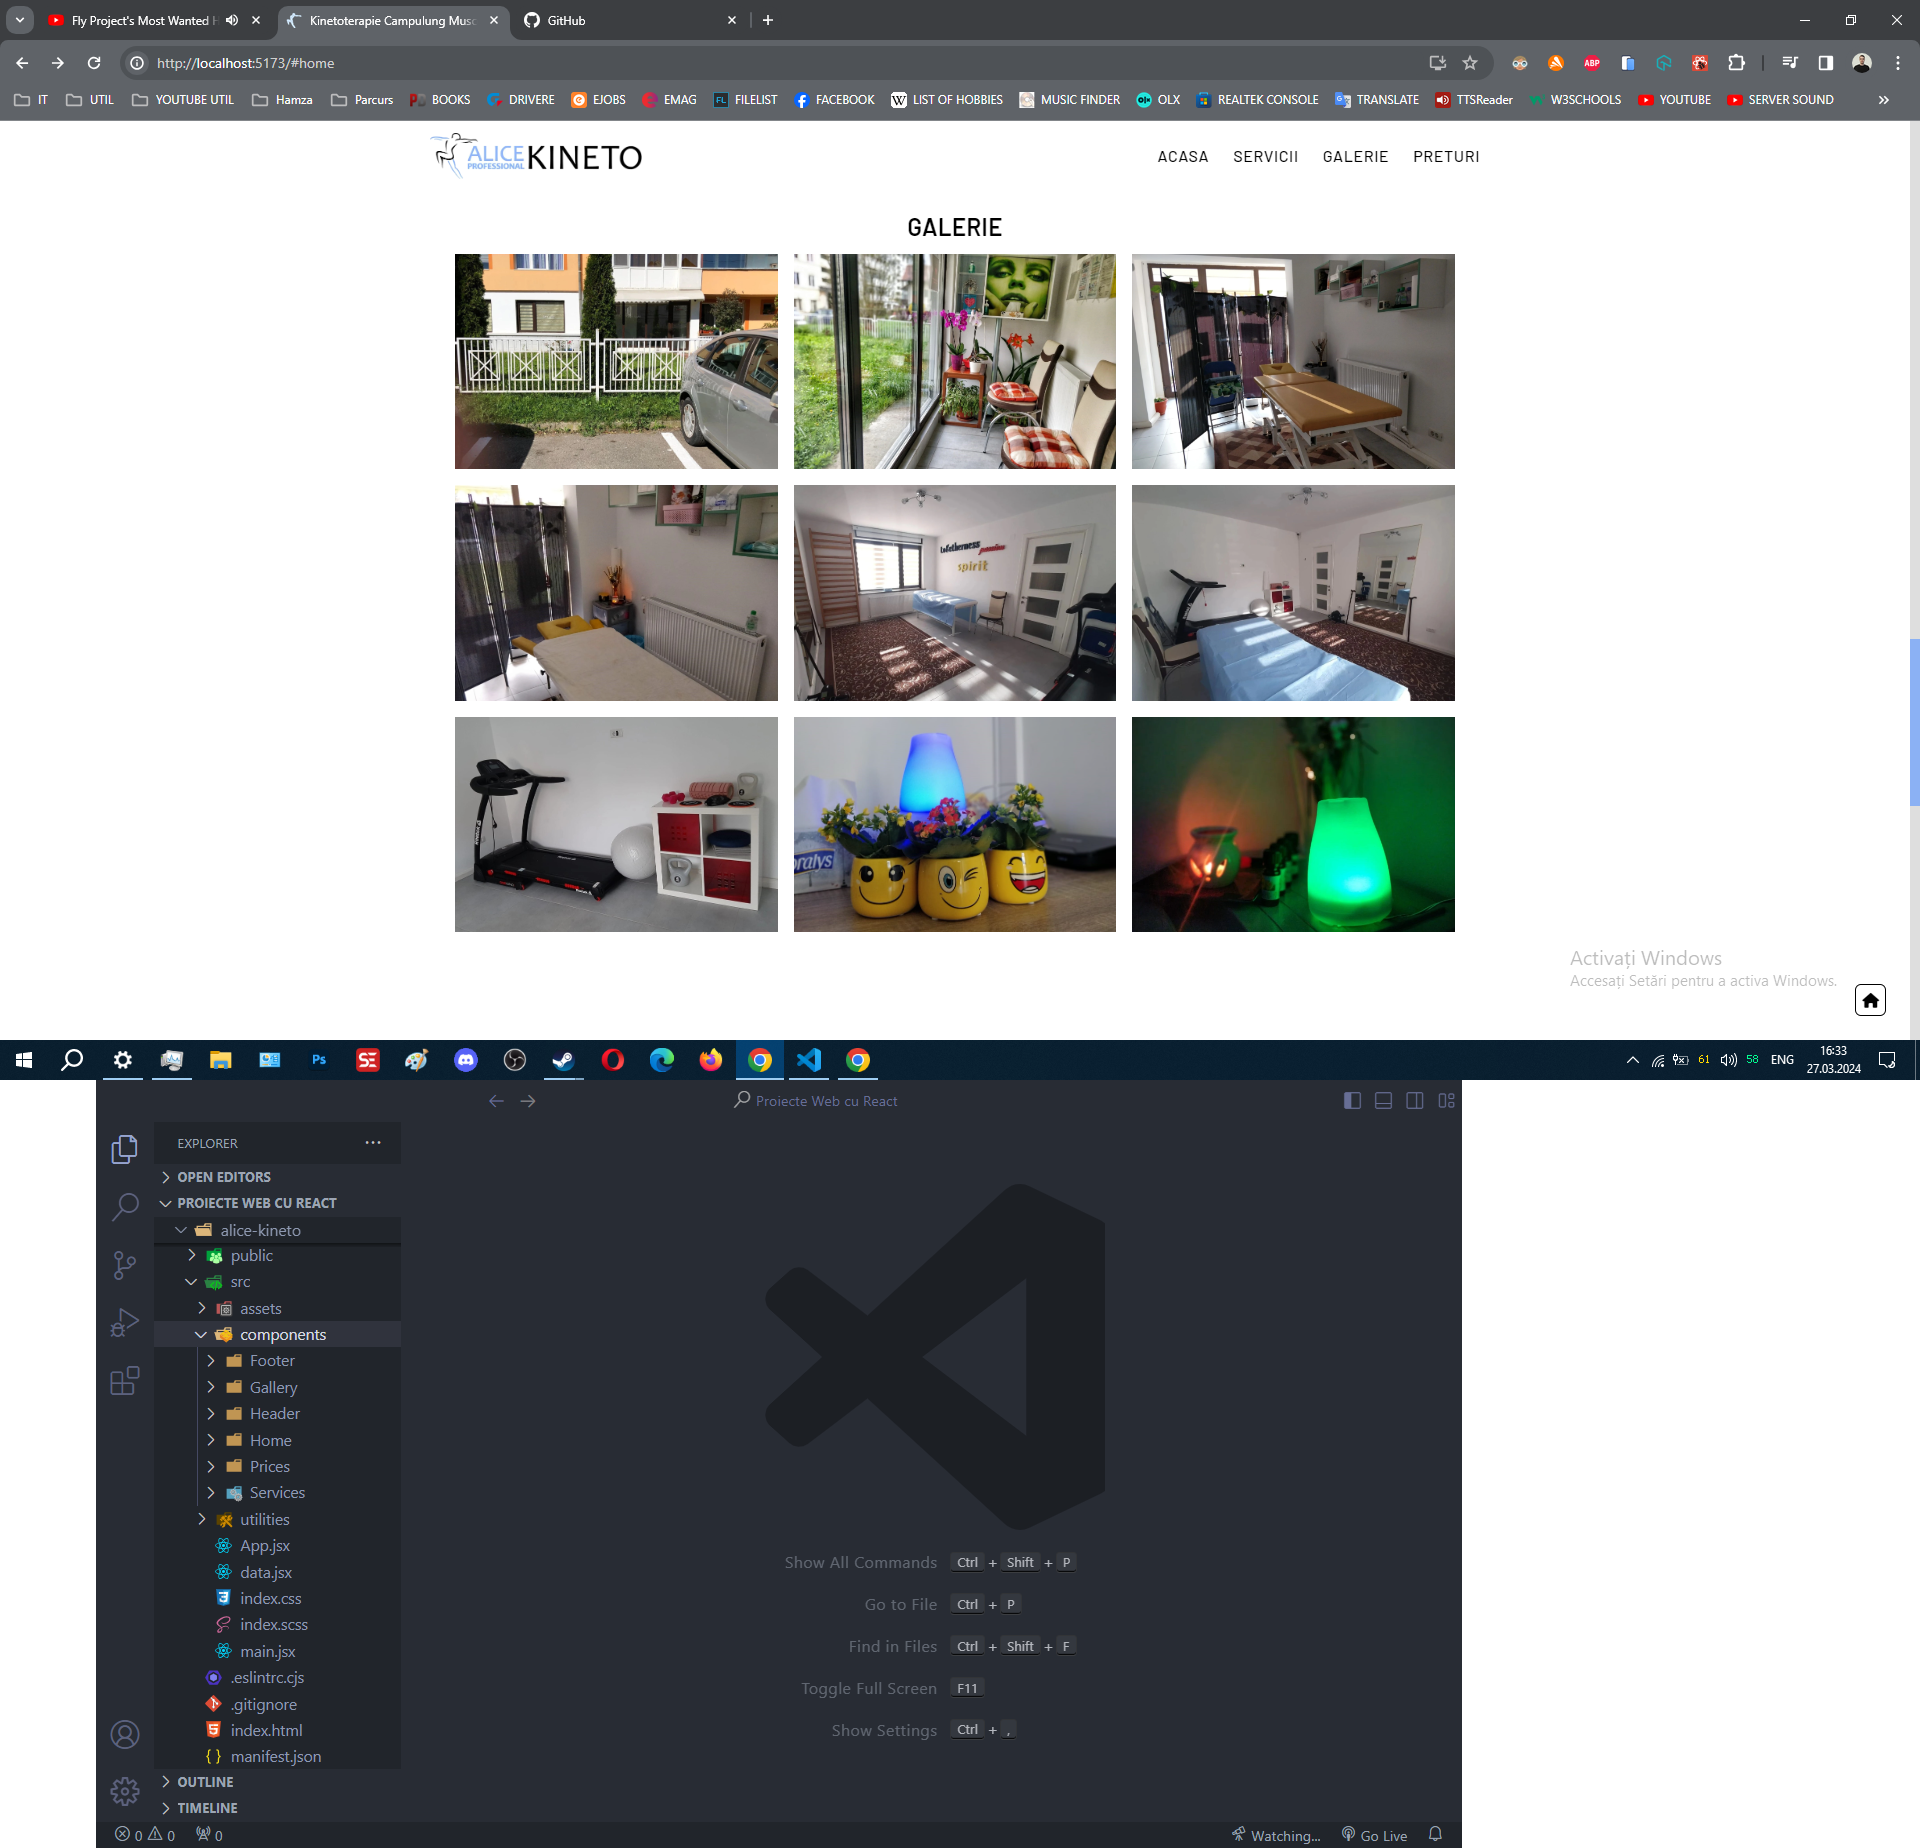 Fly Project's Most Wanted H
Kinetoterapie Campulung Musc
GitHub
http://localhost:5173/#home
IT
UTIL
YOUTUBE UTIL
Hamza
Parcurs
BOOKS
DRIVERE
EJOBS
EMAG
FILELIST
FACEBOOK
LIST OF HOBBIES
MUSIC FINDER
OLX
REALTEK CONSOLE
TRANSLATE
TTSReader
W3SCHOOLS
YOUTUBE
SERVER SOUND
ALICE KINETO
PROFESSIONAL
ACASA
SERVICII
GALERIE
PRETURI
GALERIE
togetherness
passion
spirit
oralys
Activați Windows
Accesați Setări pentru a activa Windows.
61
58
ENG
16:33
27.03.2024
Proiecte Web cu React
EXPLORER
OPEN EDITORS
PROIECTE WEB CU REACT
alice-kineto
public
src
assets
components
Footer
Gallery
Header
Home
Prices
Services
utilities
App.jsx
data.jsx
index.css
index.scss
main.jsx
.eslintrc.cjs
.gitignore
index.html
manifest.json
OUTLINE
TIMELINE
Show All Commands Ctrl + Shift + P
Go to File Ctrl + P
Find in Files Ctrl + Shift + F
Toggle Full Screen F11
Show Settings Ctrl + ,
0 0 0
Watching...
Go Live